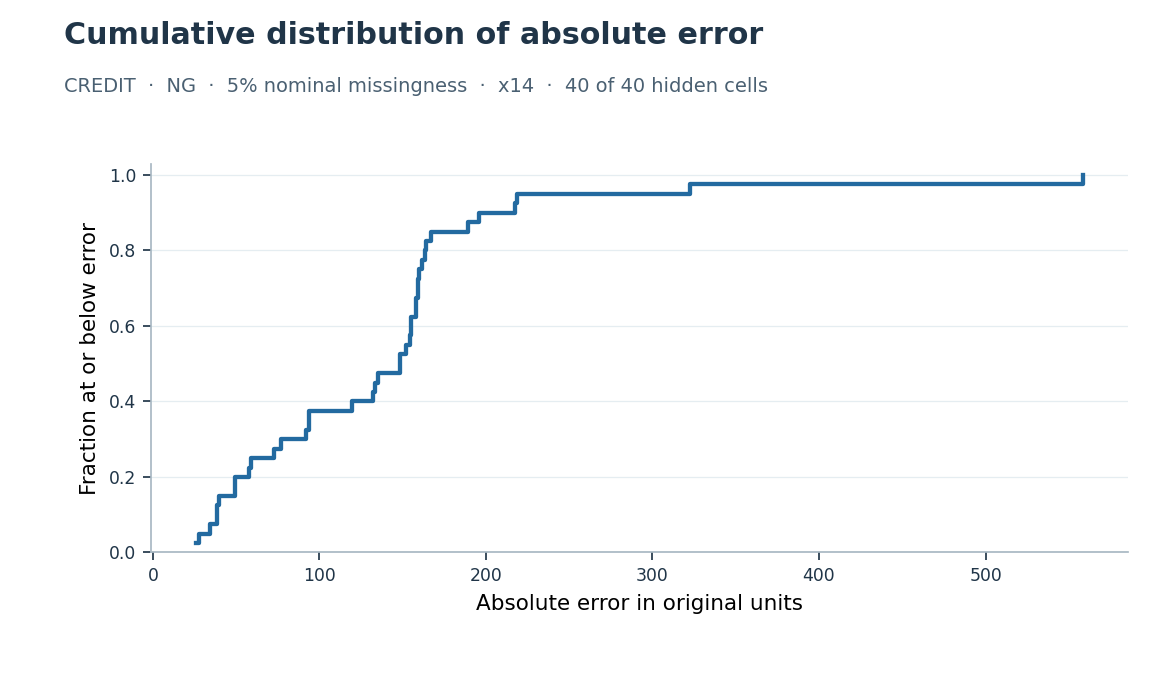 Cumulative distribution of absolute error
CREDIT · NG · 5% nominal missingness · x14 · 40 of 40 hidden cells
1.0
0.8
0.6
0.4
0.2
0.0
Fraction at or below error
0 100 200 300 400 500
Absolute error in original units